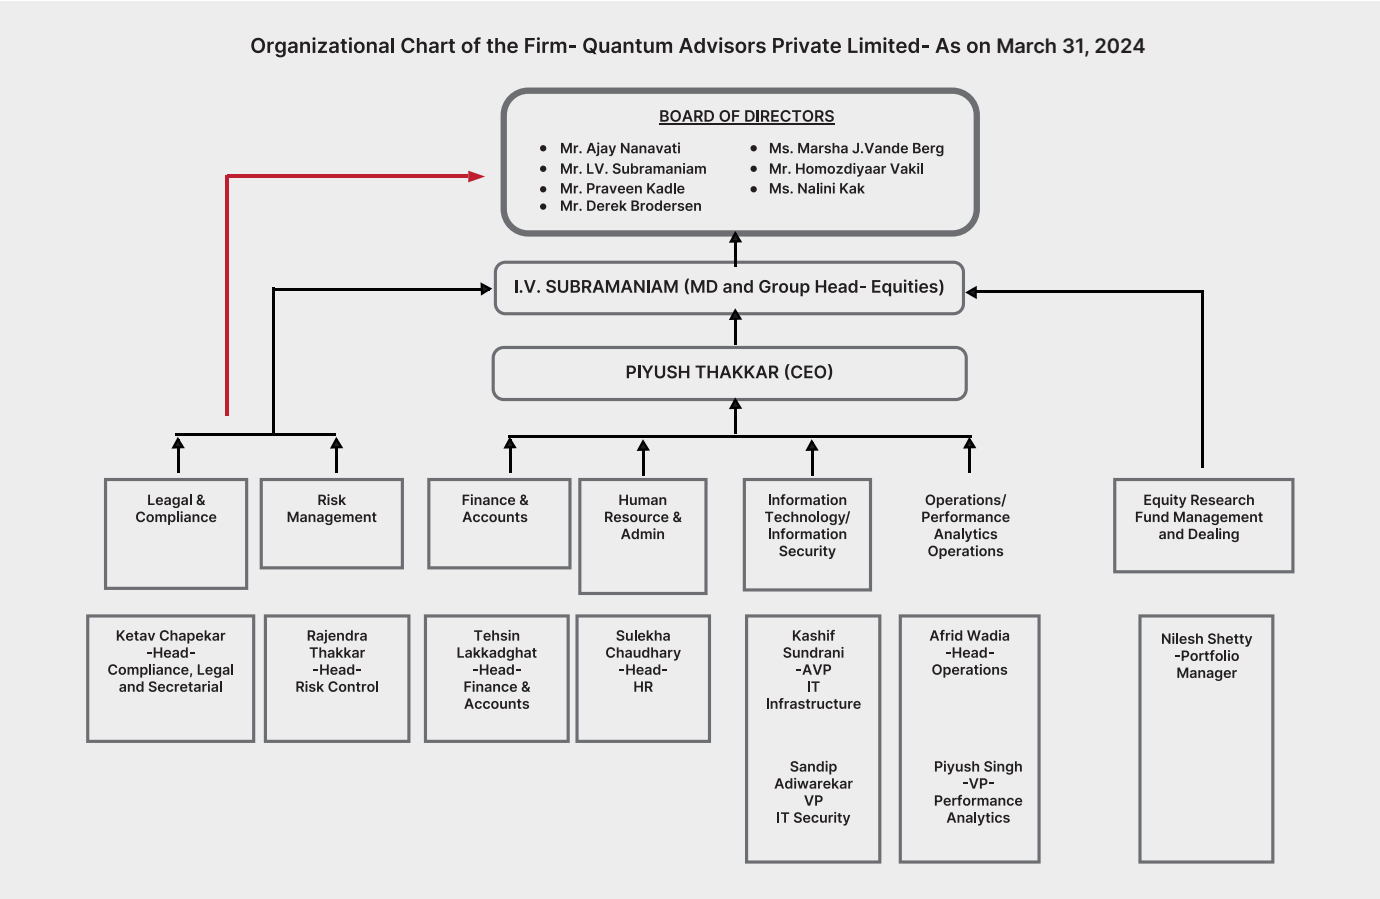 Organizational Chart of the Firm- Quantum Advisors Private Limited- As on March 31, 2024
BOARD OF DIRECTORS
• Mr. Ajay Nanavati
• Mr. I.V. Subramaniam
• Mr. Praveen Kadle
• Mr. Derek Brodersen
• Ms. Marsha J.Vande Berg
• Mr. Homozdiyaar Vakil
• Ms. Nalini Kak
I.V. SUBRAMANIAM (MD and Group Head- Equities)
PIYUSH THAKKAR (CEO)
Leagal &
Compliance
Risk
Management
Finance &
Accounts
Human
Resource &
Admin
Information
Technology/
Information
Security
Operations/
Performance
Analytics
Operations
Equity Research
Fund Management
and Dealing
Ketav Chapekar
-Head-
Compliance, Legal
and Secretarial
Rajendra
Thakkar
-Head-
Risk Control
Tehsin
Lakkadghat
-Head-
Finance &
Accounts
Sulekha
Chaudhary
-Head-
HR
Kashif
Sundrani
-AVP
IT
Infrastructure
Sandip
Adiwarekar
VP
IT Security
Afrid Wadia
-Head-
Operations
Piyush Singh
-VP-
Performance
Analytics
Nilesh Shetty
-Portfolio
Manager